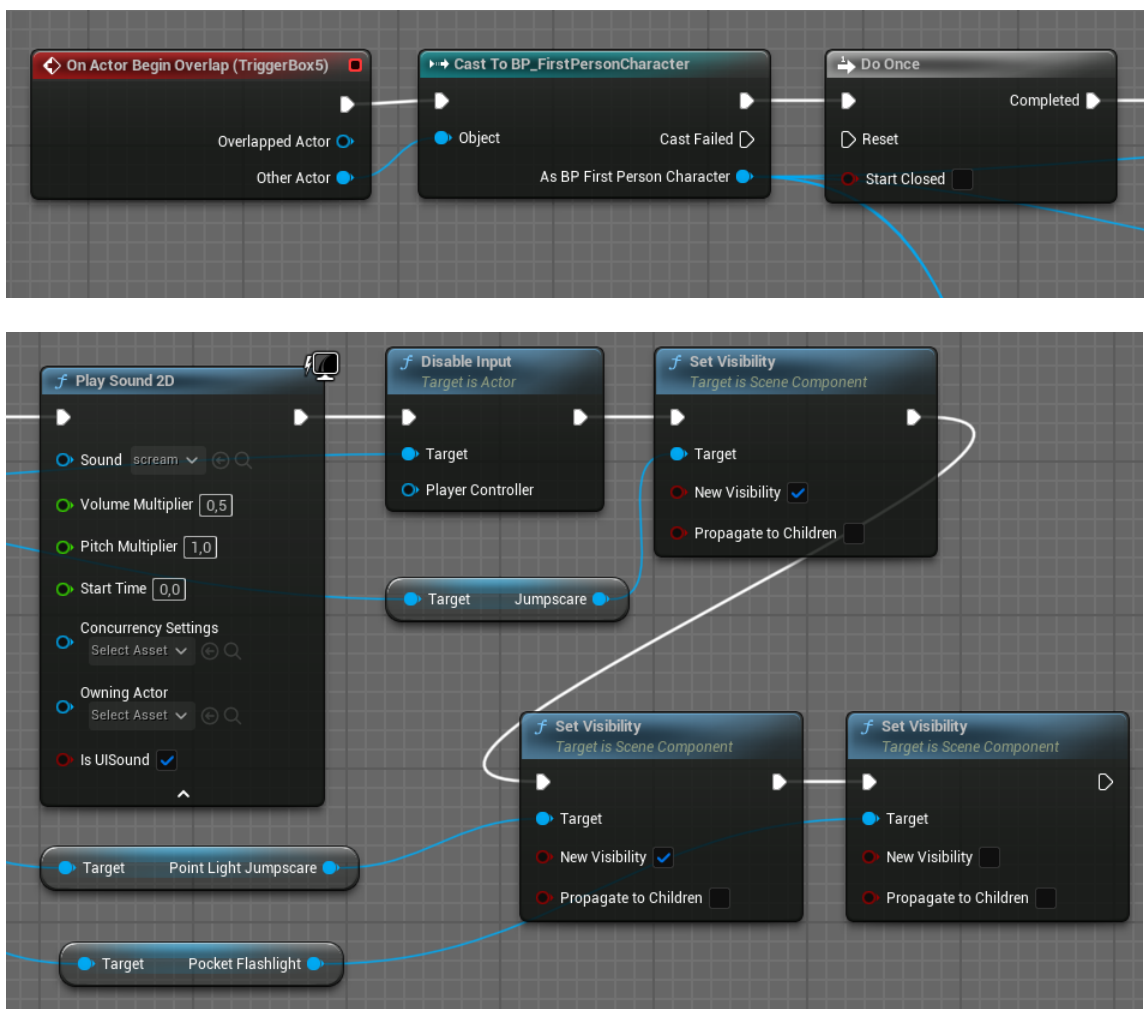 On Actor Begin Overlap (TriggerBox5)
Overlapped Actor
Other Actor
Cast To BP_FirstPersonCharacter
Object
Cast Failed
As BP First Person Character
Do Once
Completed
Reset
Start Closed
Play Sound 2D
Sound scream
Volume Multiplier 0,5
Pitch Multiplier 1,0
Start Time 0,0
Concurrency Settings
Select Asset
Owning Actor
Select Asset
Is UISound
Disable Input
Target is Actor
Target
Player Controller
Set Visibility
Target is Scene Component
Target
New Visibility
Propagate to Children
Target Jumpscare
Set Visibility
Target is Scene Component
Target
New Visibility
Propagate to Children
Set Visibility
Target is Scene Component
Target
New Visibility
Propagate to Children
Target Point Light Jumpscare
Target Pocket Flashlight